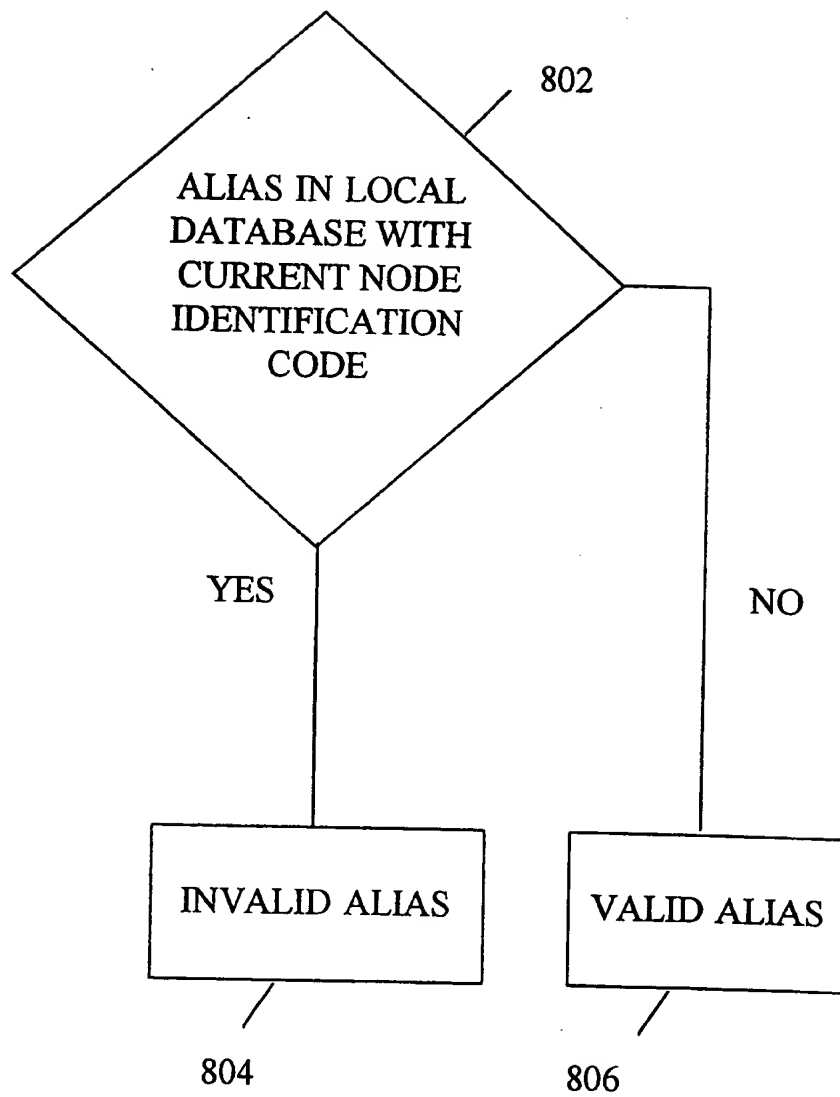 802
ALIAS IN LOCAL
DATABASE WITH
CURRENT NODE
IDENTIFICATION
CODE
YES
NO
INVALID ALIAS
VALID ALIAS
804
806